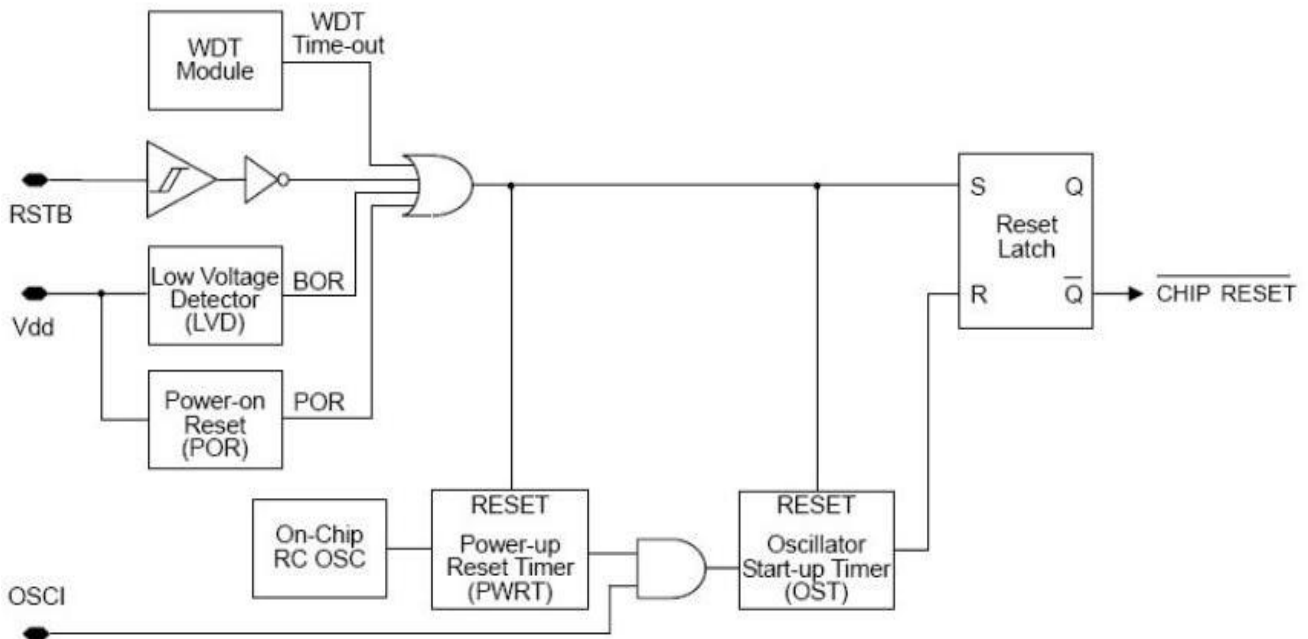 WDT
Module
WDT
Time-out
RSTB
Low Voltage
Detector
(LVD)
BOR
Vdd
Power-on
Reset
(POR)
POR
S
Q
Reset
Latch
R
Q
CHIP RESET
On-Chip
RC OSC
RESET
Power-up
Reset Timer
(PWRT)
RESET
Oscillator
Start-up Timer
(OST)
OSCI